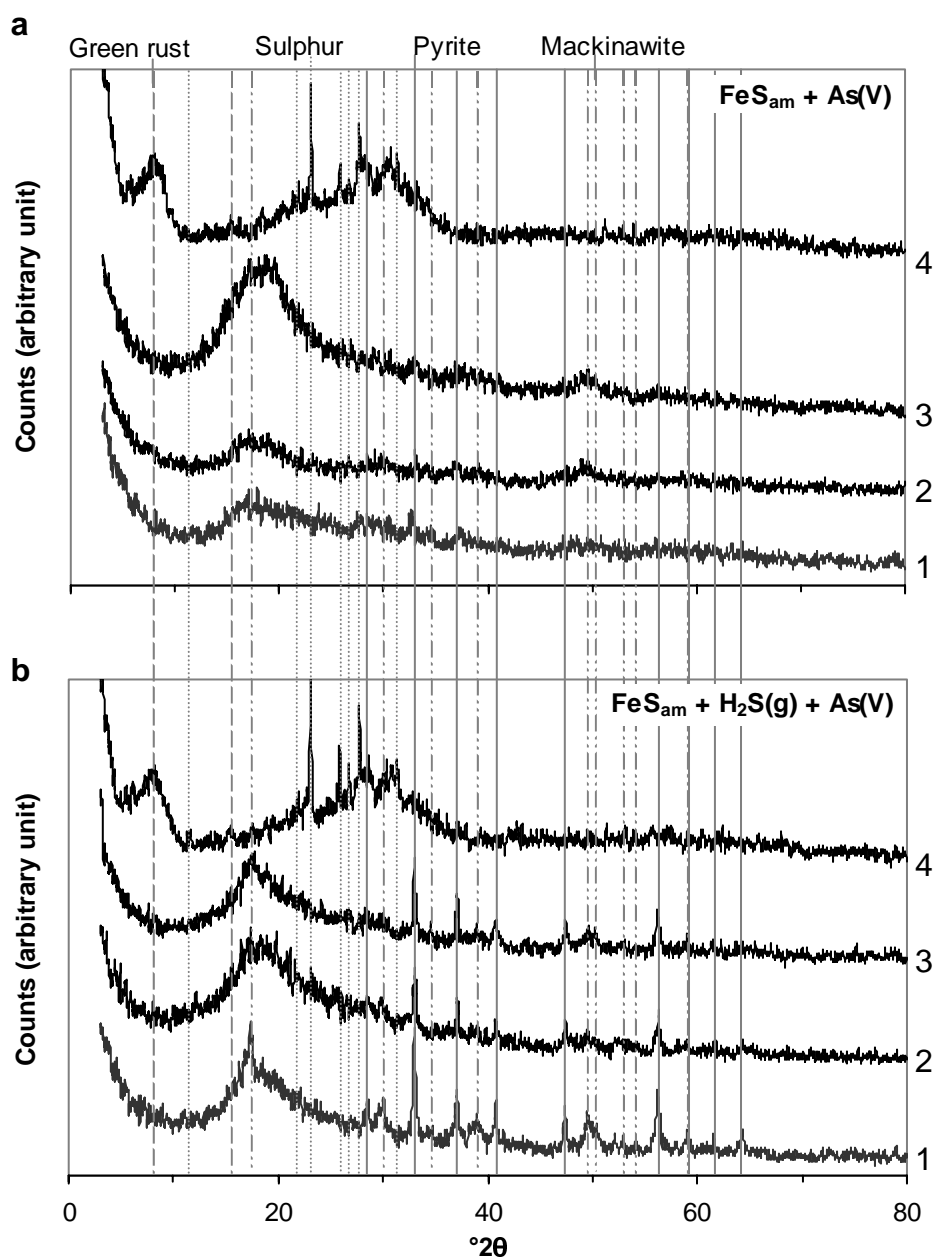 a
Green rust Sulphur Pyrite Mackinawite
FeSam + As(V)
Counts (arbitrary unit)
4
3
2
1
b
FeSam + H2S(g) + As(V)
Counts (arbitrary unit)
4
3
2
1
0 20 40 60 80
°2θ